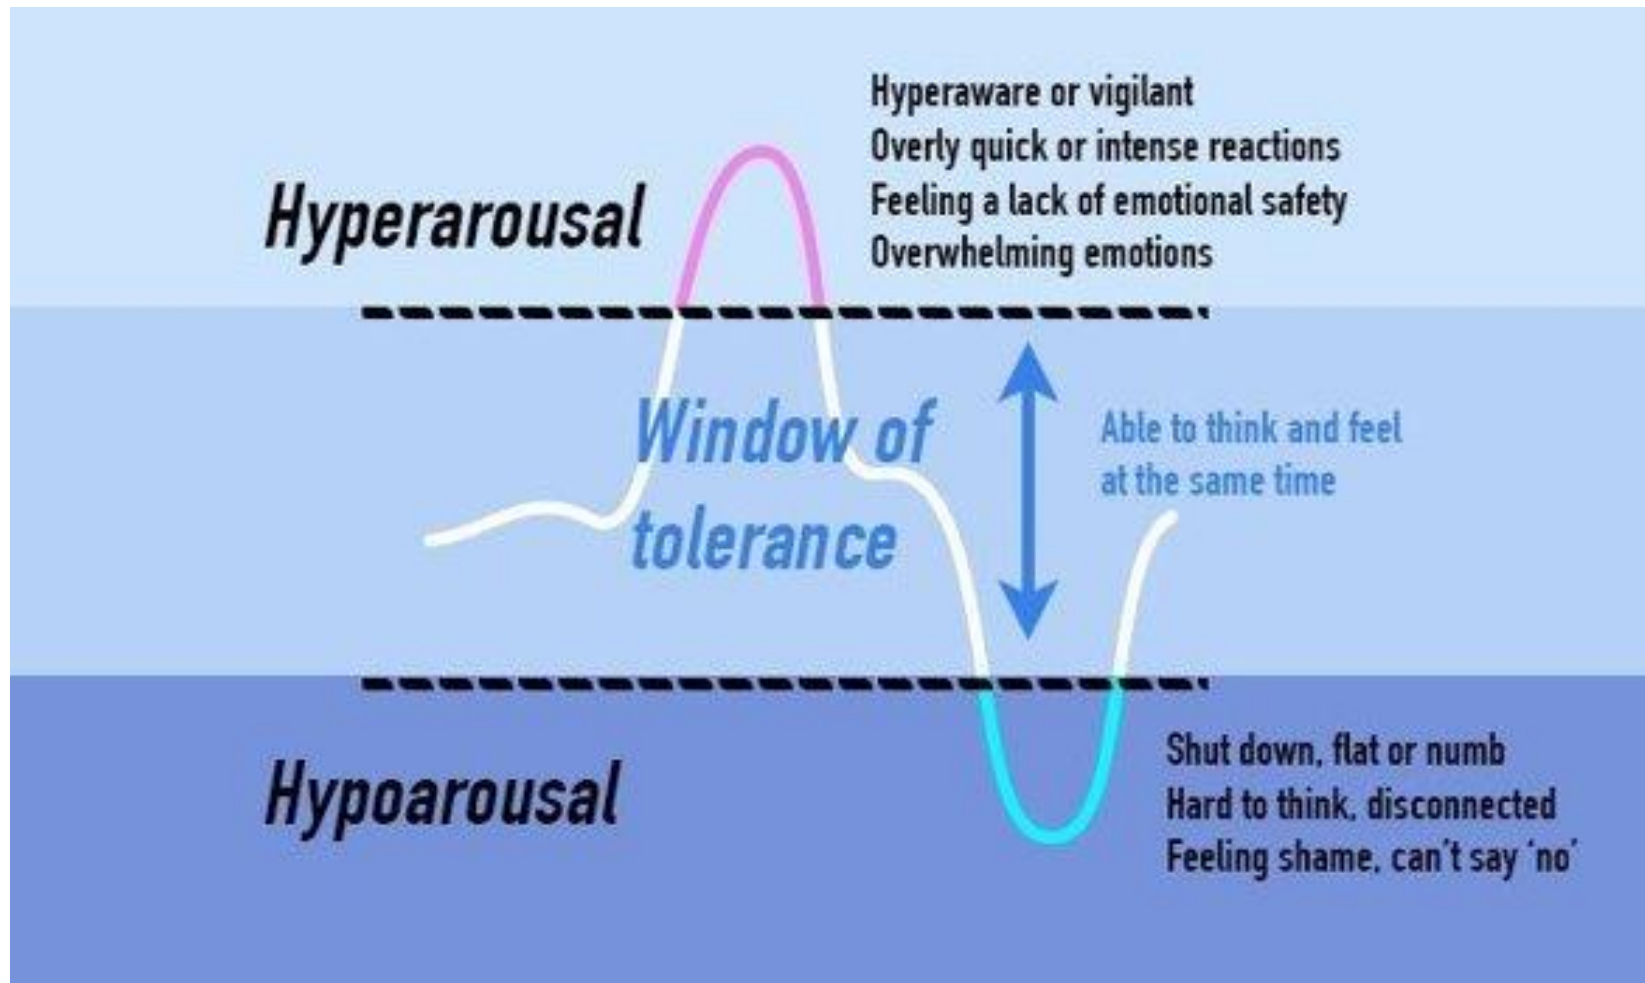 Hyperarousal
Hyperaware or vigilant
Overly quick or intense reactions
Feeling a lack of emotional safety
Overwhelming emotions
Window of
tolerance
Able to think and feel
at the same time
Hypoarousal
Shut down, flat or numb
Hard to think, disconnected
Feeling shame, can't say 'no'